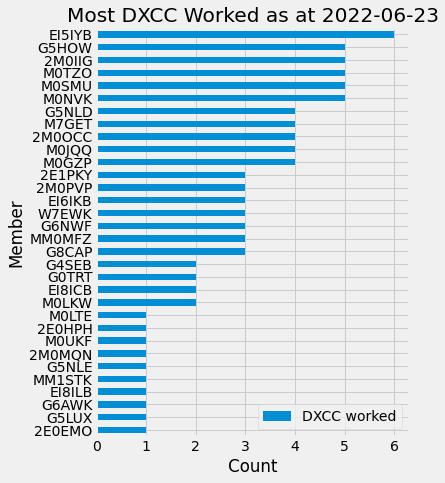 Most DXCC Worked as at 2022-06-23
Member
EI5IYB
G5HOW
2M0IIG
M0TZO
M0SMU
M0NVK
G5NLD
M7GET
2M0OCC
M0JQQ
M0GZP
2E1PKY
2M0PVP
EI6IKB
W7EWK
G6NWF
MM0MFZ
G8CAP
G4SEB
G0TRT
EI8ICB
M0LKW
M0LTE
2E0HPH
M0UKF
2M0MQN
G5NLE
MM1STK
EI8ILB
G6AWK
G5LUX
2E0EMO
DXCC worked
0 1 2 3 4 5 6
Count